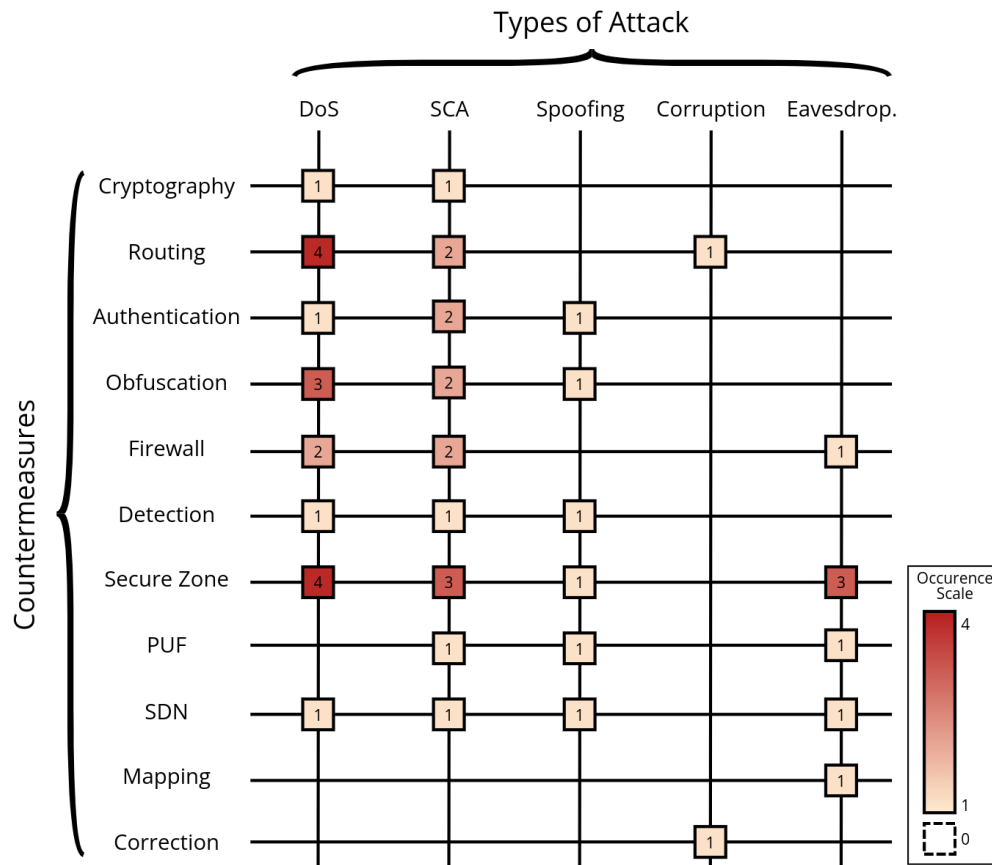 Types of Attack
DoS SCA Spoofing Corruption Eavesdrop.
Countermeasures
Cryptography 1 1
Routing 4 2 1
Authentication 1 2 1
Obfuscation 3 2 1
Firewall 2 2 1
Detection 1 1 1
Secure Zone 4 3 1 3
PUF 1 1 1
SDN 1 1 1 1
Mapping 1
Correction 1
Occurence
Scale
4
1
0